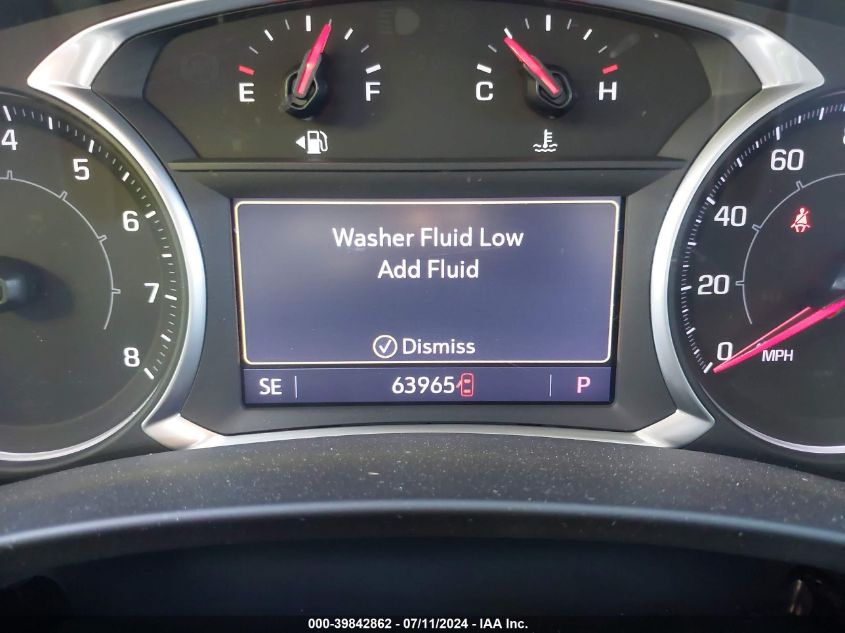 E F
C H
4
5
6
7
8
60
40
20
0
MPH
Washer Fluid Low
Add Fluid
Dismiss
SE 63965 P
000-39842862 - 07/11/2024 - IAA Inc.